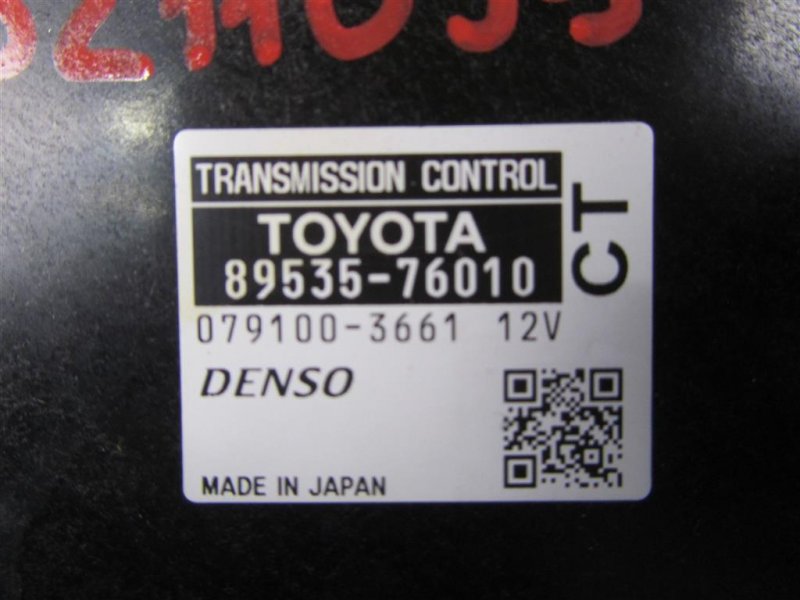 TRANSMISSION CONTROL
TOYOTA
89535-76010
CT
079100-3661 12V
DENSO
MADE IN JAPAN